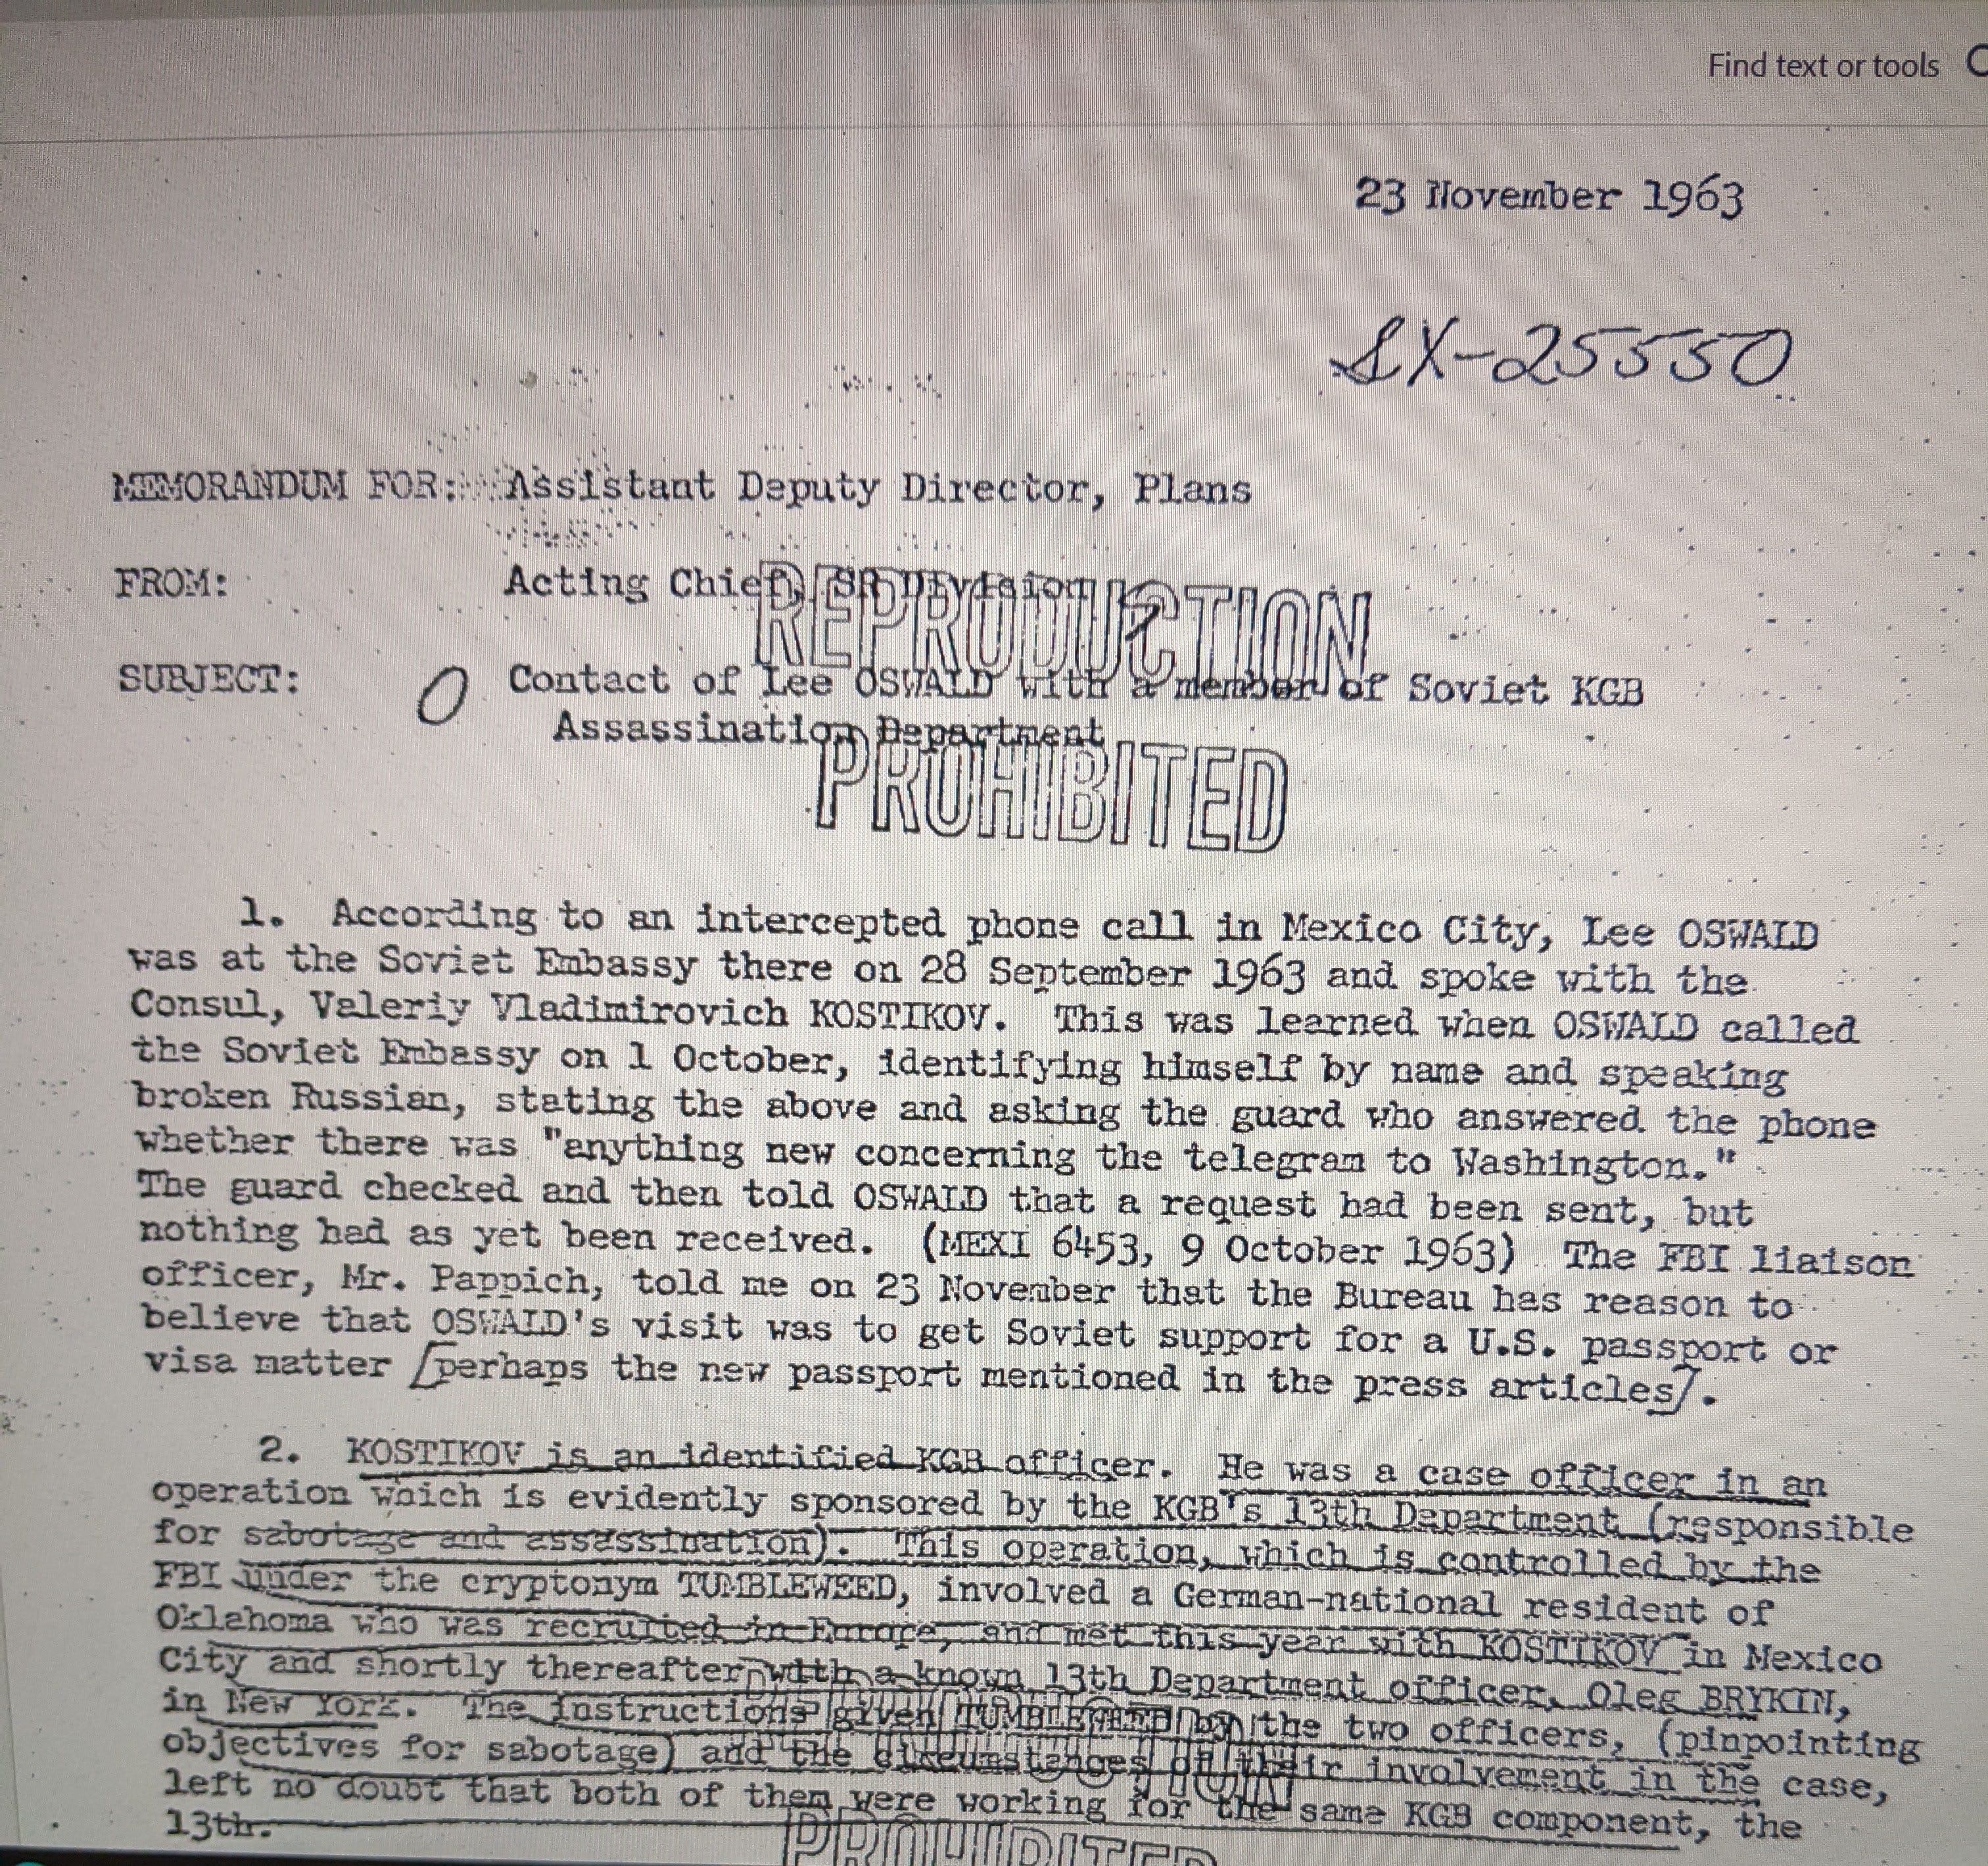 Find text or tools
23 November 1963
SX-25550
MEMORANDUM FOR: Assistant Deputy Director, Plans
FROM: Acting Chief, SR Division
REPRODUCTION
SUBJECT: O Contact of Lee OSWALD with a member of Soviet KGB
Assassination Department
PROHIBITED
1. According to an intercepted phone call in Mexico City, Lee OSWALD
was at the Soviet Embassy there on 28 September 1963 and spoke with the
Consul, Valeriy Vladimirovich KOSTIKOV. This was learned when OSWALD called
the Soviet Embassy on 1 October, identifying himself by name and speaking
broken Russian, stating the above and asking the guard who answered the phone
whether there was "anything new concerning the telegram to Washington."
The guard checked and then told OSWALD that a request had been sent, but
nothing had as yet been received. (MEXI 6453, 9 October 1963) The FBI liaison
officer, Mr. Pappich, told me on 23 November that the Bureau has reason to
believe that OSWALD's visit was to get Soviet support for a U.S. passport or
visa matter [perhaps the new passport mentioned in the press articles].
2. KOSTIKOV is an identified KGB officer. He was a case officer in an
operation which is evidently sponsored by the KGB's 13th Department (responsible
for sabotage and assassination). This operation, which is controlled by the
FBI under the cryptonym TUMBLEWEED, involved a German-national resident of
Oklahoma who was recruited in Europe, and met this year with KOSTIKOV in Mexico
City and shortly thereafter with a known 13th Department officer, Oleg BRYKIN,
in New York. The instructions given TUMBLEWEED by the two officers, (pinpointing
objectives for sabotage) and the circumstances of their involvement in the case,
left no doubt that both of them were working for the same KGB component, the
13th.
PROHIBITED